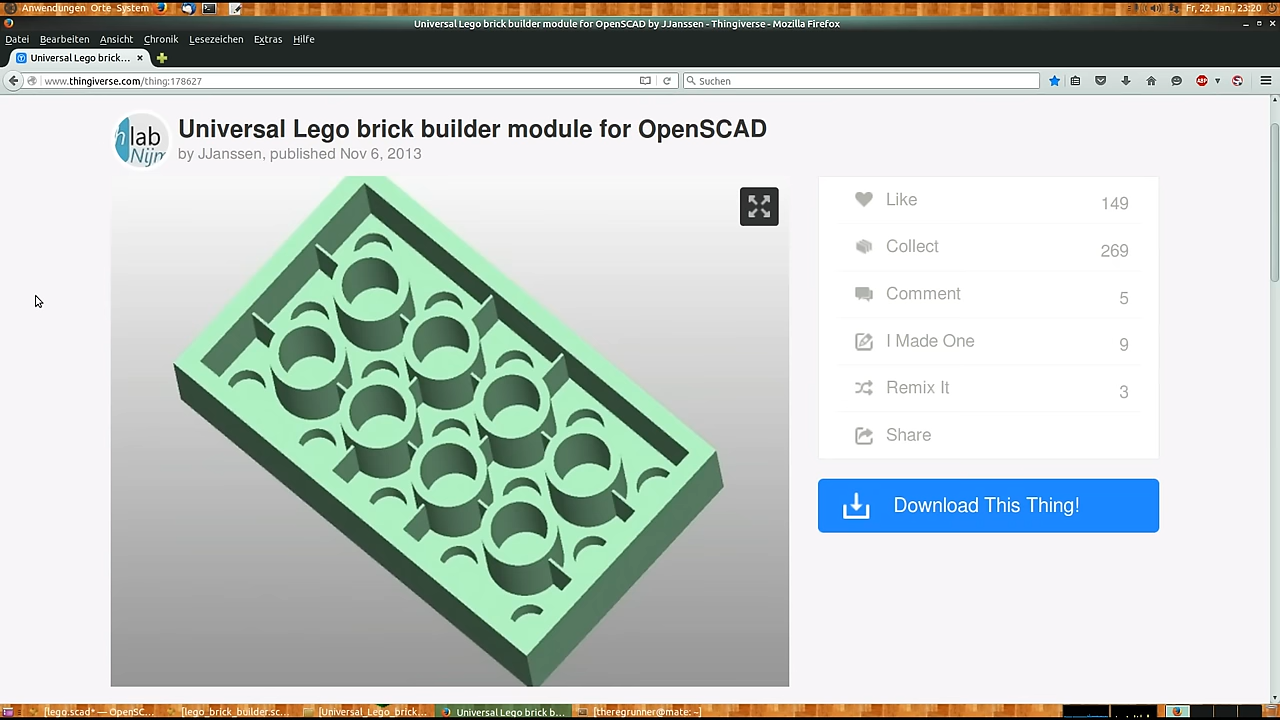 Anwendungen Orte System
Fr, 22. Jan., 23:20
Universal Lego brick builder module for OpenSCAD by JJanssen - Thingiverse - Mozilla Firefox
Datei Bearbeiten Ansicht Chronik Lesezeichen Extras Hilfe
Universal Lego brick...
www.thingiverse.com/thing:178627
Suchen
ABP
lab
Nijm
Universal Lego brick builder module for OpenSCAD
by JJanssen, published Nov 6, 2013
Like 149
Collect 269
Comment 5
I Made One 9
Remix It 3
Share
Download This Thing!
[lego.scad* — OpenSC... [lego_brick_builder.sc... [Universal_Lego_brick... Universal Lego brick b... [theregrunner@mate: ~]